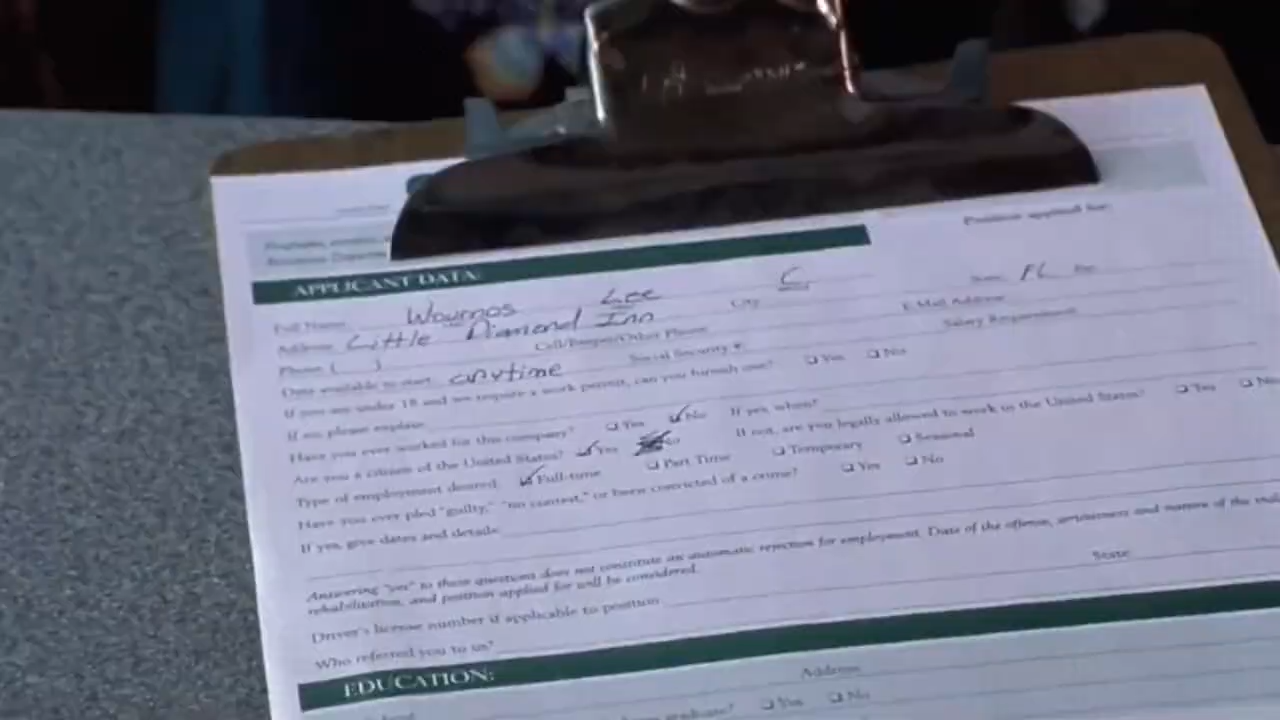 Position applied for:
APPLICANT DATA:
Full Name Wournos Lee C
Address Little Diamond Inn City State FL Zip
Phone ( ) Cell/Beeper/Other Phone E-Mail Address
Date available to start anytime Social Security #: Salary Requirement
If you are under 18 and we require a work permit, can you furnish one? Yes No
If no please explain
Have you ever worked for this company? Yes No If yes, when?
Are you a citizen of the United States? Yes No If not, are you legally allowed to work in the United States? Yes No
Type of employment desired: Full-time Part Time Temporary Seasonal
Have you ever pled "guilty," "no contest," or been convicted of a crime? Yes No
If yes, give dates and details
Answering "yes" to these questions does not constitute an automatic rejection for employment. Date of the offense, seriousness and nature of the
rehabilitation, and position applied for will be considered.
Driver's license number if applicable to position State
Who referred you to us?
EDUCATION:
Address
graduate? Yes No